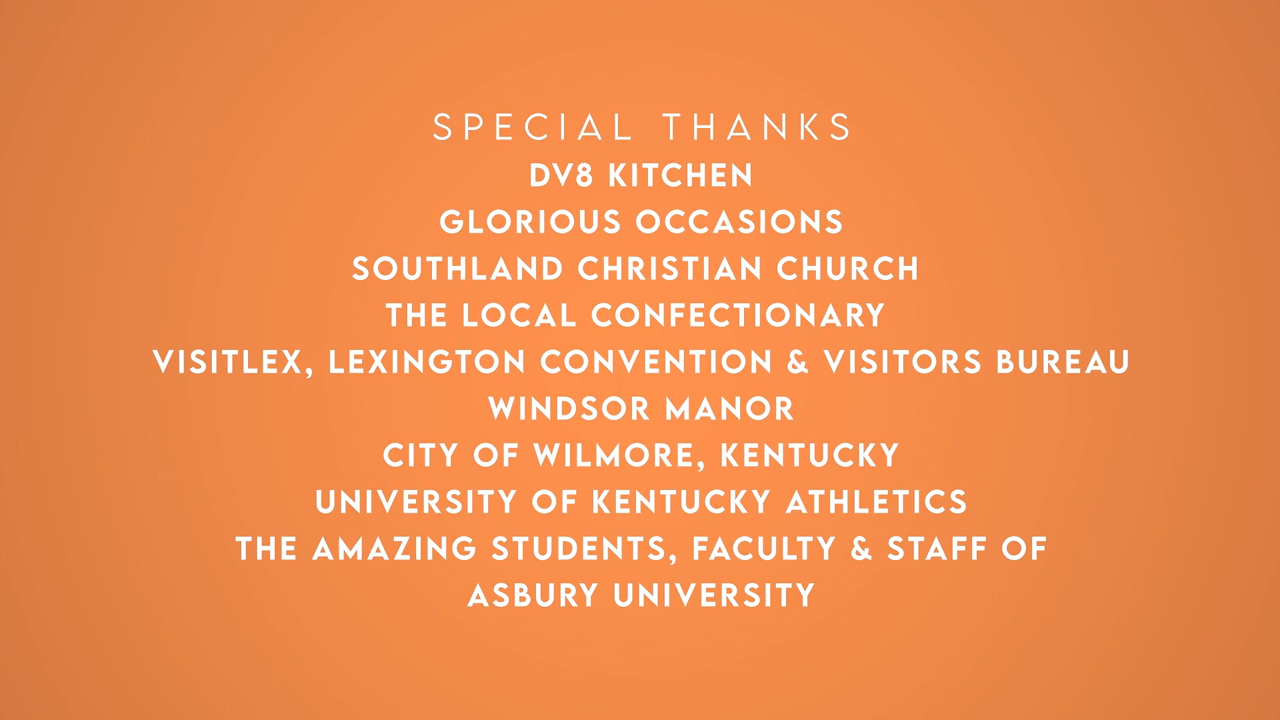 SPECIAL THANKS
DV8 KITCHEN
GLORIOUS OCCASIONS
SOUTHLAND CHRISTIAN CHURCH
THE LOCAL CONFECTIONARY
VISITLEX, LEXINGTON CONVENTION & VISITORS BUREAU
WINDSOR MANOR
CITY OF WILMORE, KENTUCKY
UNIVERSITY OF KENTUCKY ATHLETICS
THE AMAZING STUDENTS, FACULTY & STAFF OF
ASBURY UNIVERSITY